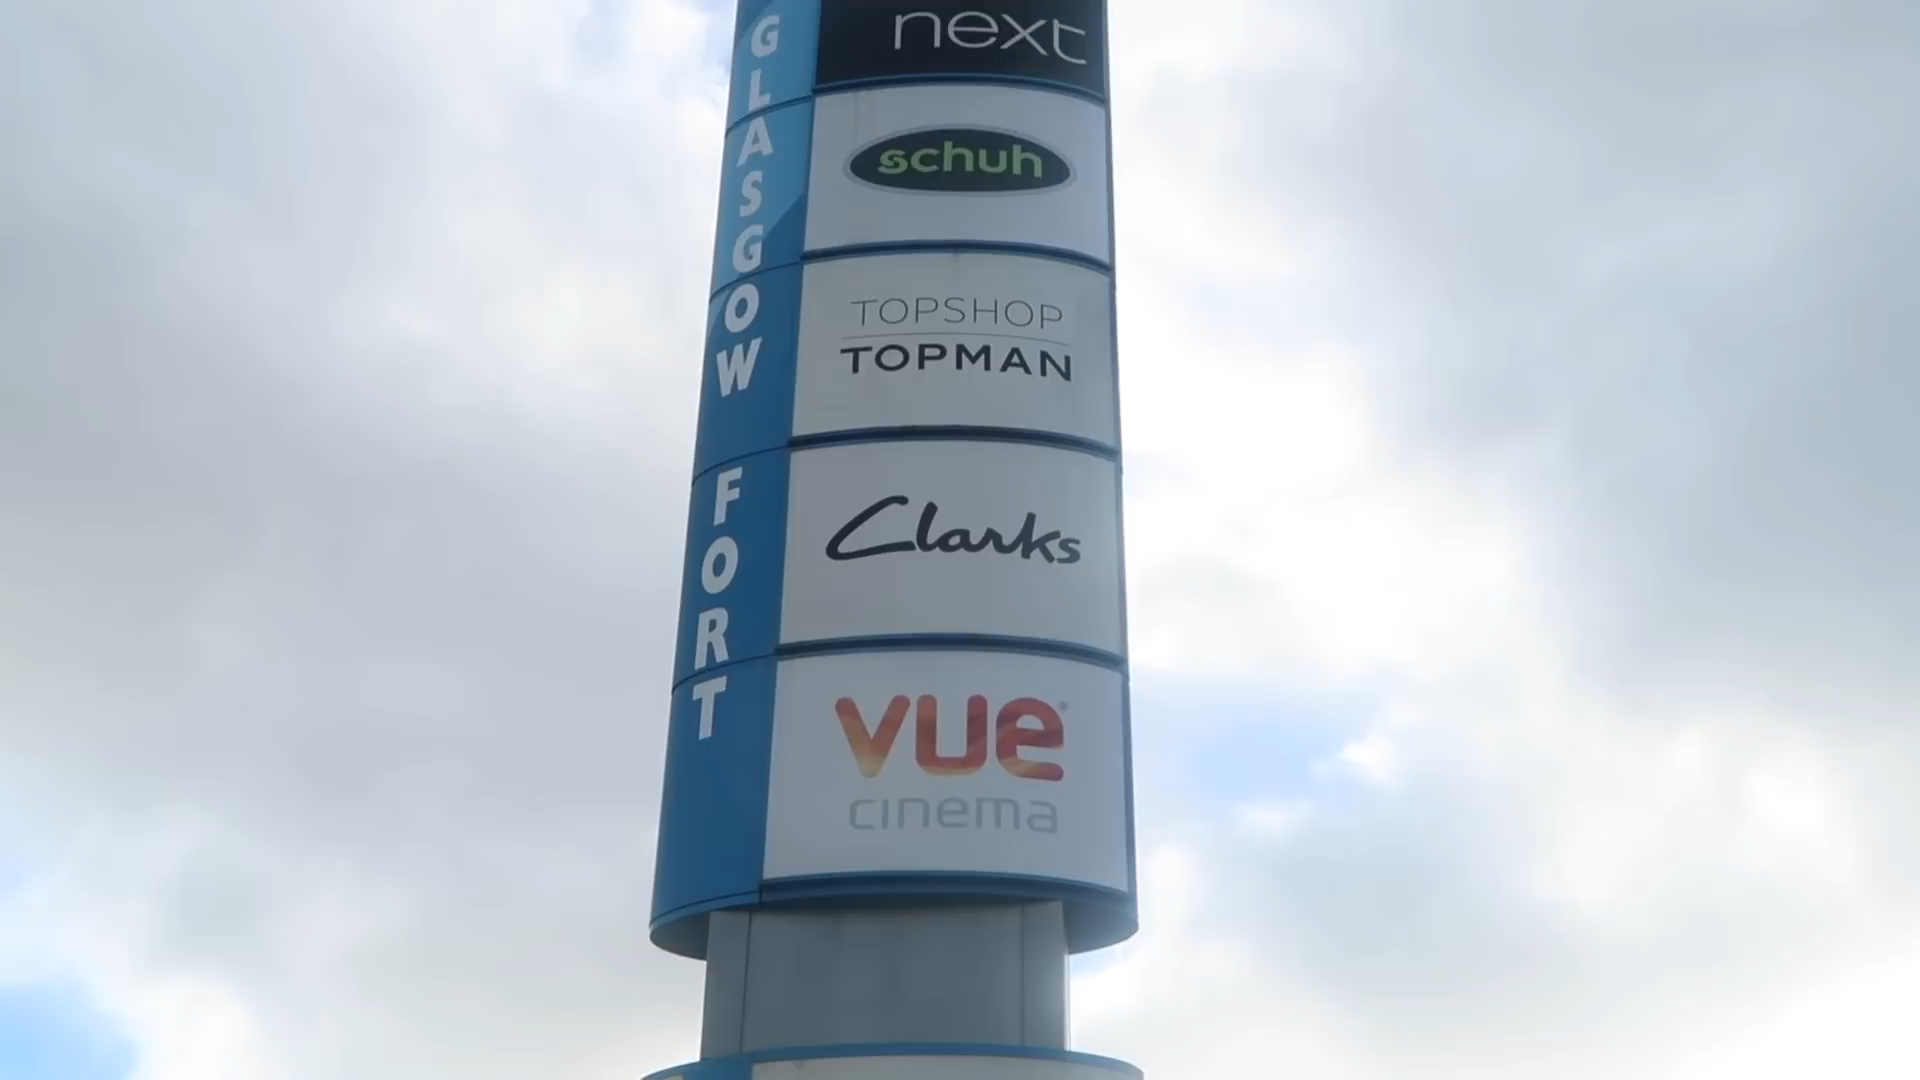 GLASGOW FORT
next
schuh
TOPSHOP
TOPMAN
Clarks
vue
cinema